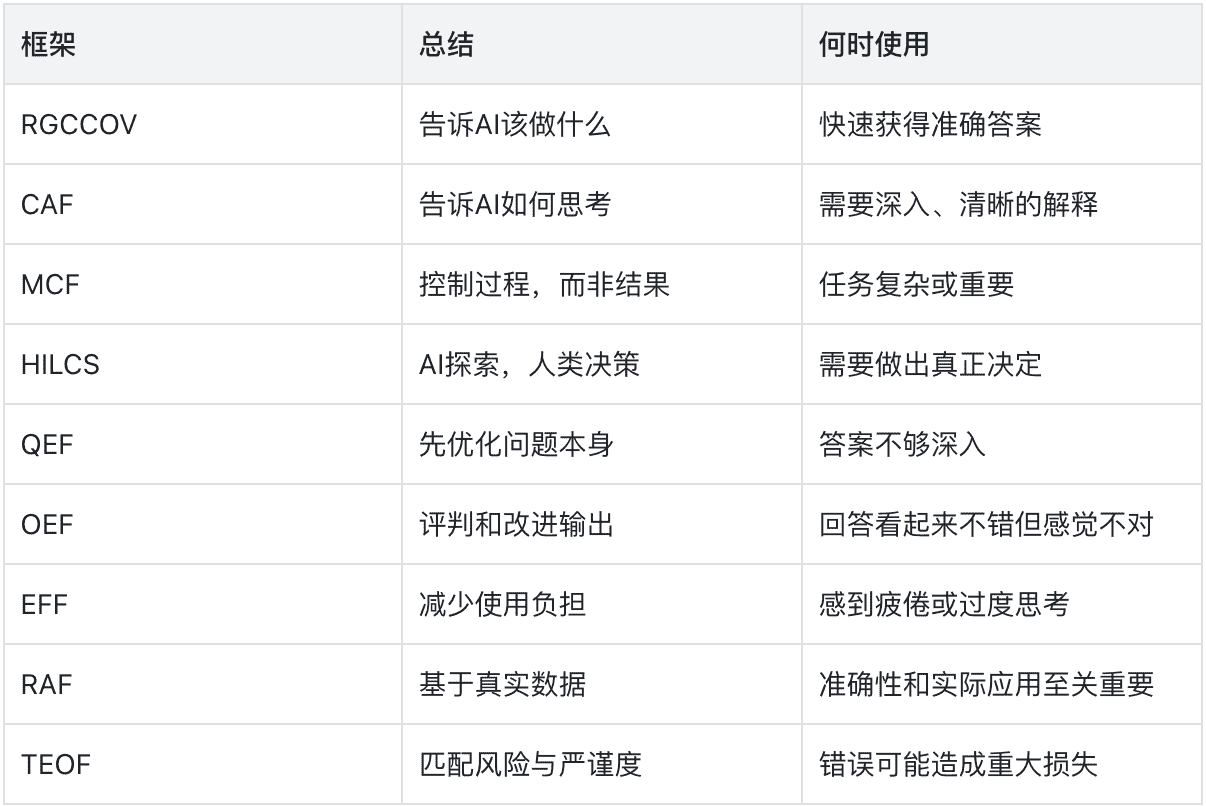 框架 总结 何时使用
RGCCOV 告诉AI该做什么 快速获得准确答案
CAF 告诉AI如何思考 需要深入、清晰的解释
MCF 控制过程，而非结果 任务复杂或重要
HILCS AI探索，人类决策 需要做出真正决定
QEF 先优化问题本身 答案不够深入
OEF 评判和改进输出 回答看起来不错但感觉不对
EFF 减少使用负担 感到疲倦或过度思考
RAF 基于真实数据 准确性和实际应用至关重要
TEOF 匹配风险与严谨度 错误可能造成重大损失